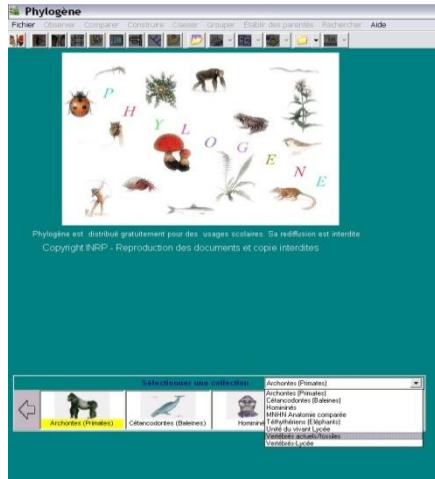 Phylogène
Fichier Observer Comparer Construire Classer Grouper Établir des parentés Rechercher Aide
P H Y L O G E N E
Phylogène est distribué gratuitement pour des usages scolaires. Sa rediffusion est interdite
Copyright INRP - Reproduction des documents et copie interdites
Sélectionner une collection
Archontes (Primates)
Archontes (Primates)
Cétancodontes (Baleines)
Homininés
MNHN Anatomie comparée
Téthythériens (Eléphants)
Unité du vivant Lycée
Vertébrés actuels/fossiles
Vertébrés-Lycée
Archontes (Primates) Cétancodontes (Baleines) Homininé